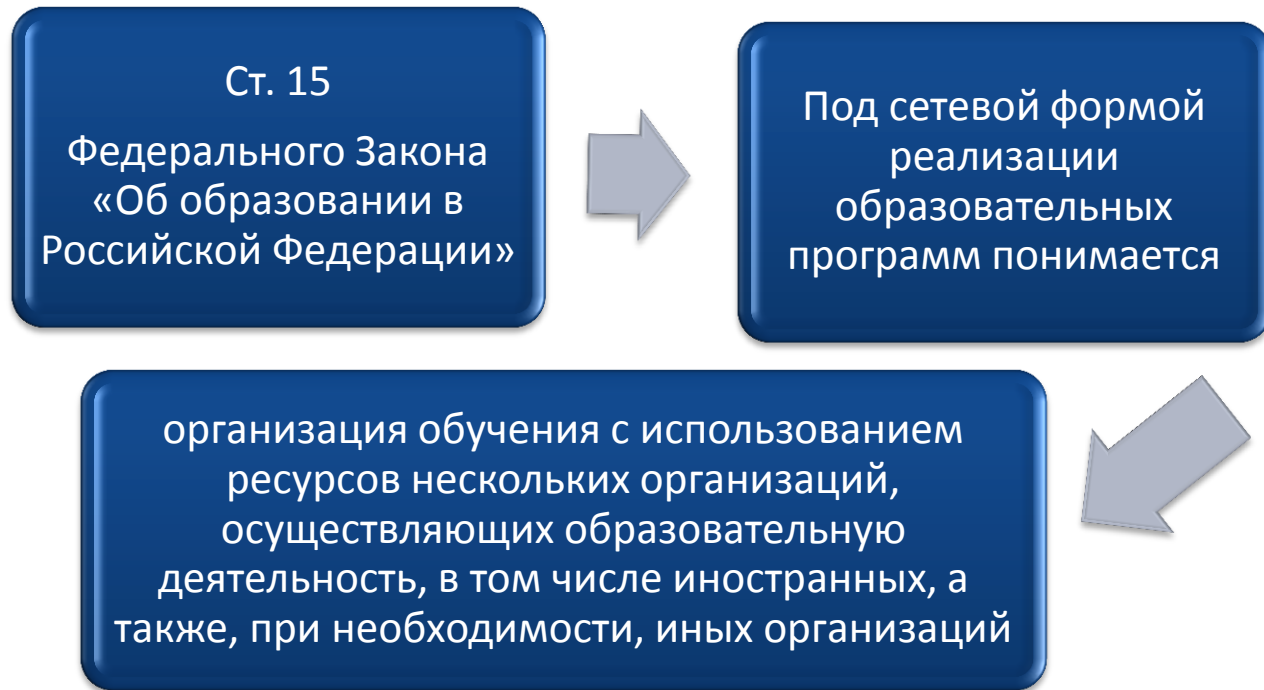 Ст. 15
Федерального Закона
«Об образовании в
Российской Федерации»
Под сетевой формой
реализации
образовательных
программ понимается
организация обучения с использованием
ресурсов нескольких организаций,
осуществляющих образовательную
деятельность, в том числе иностранных, а
также, при необходимости, иных организаций